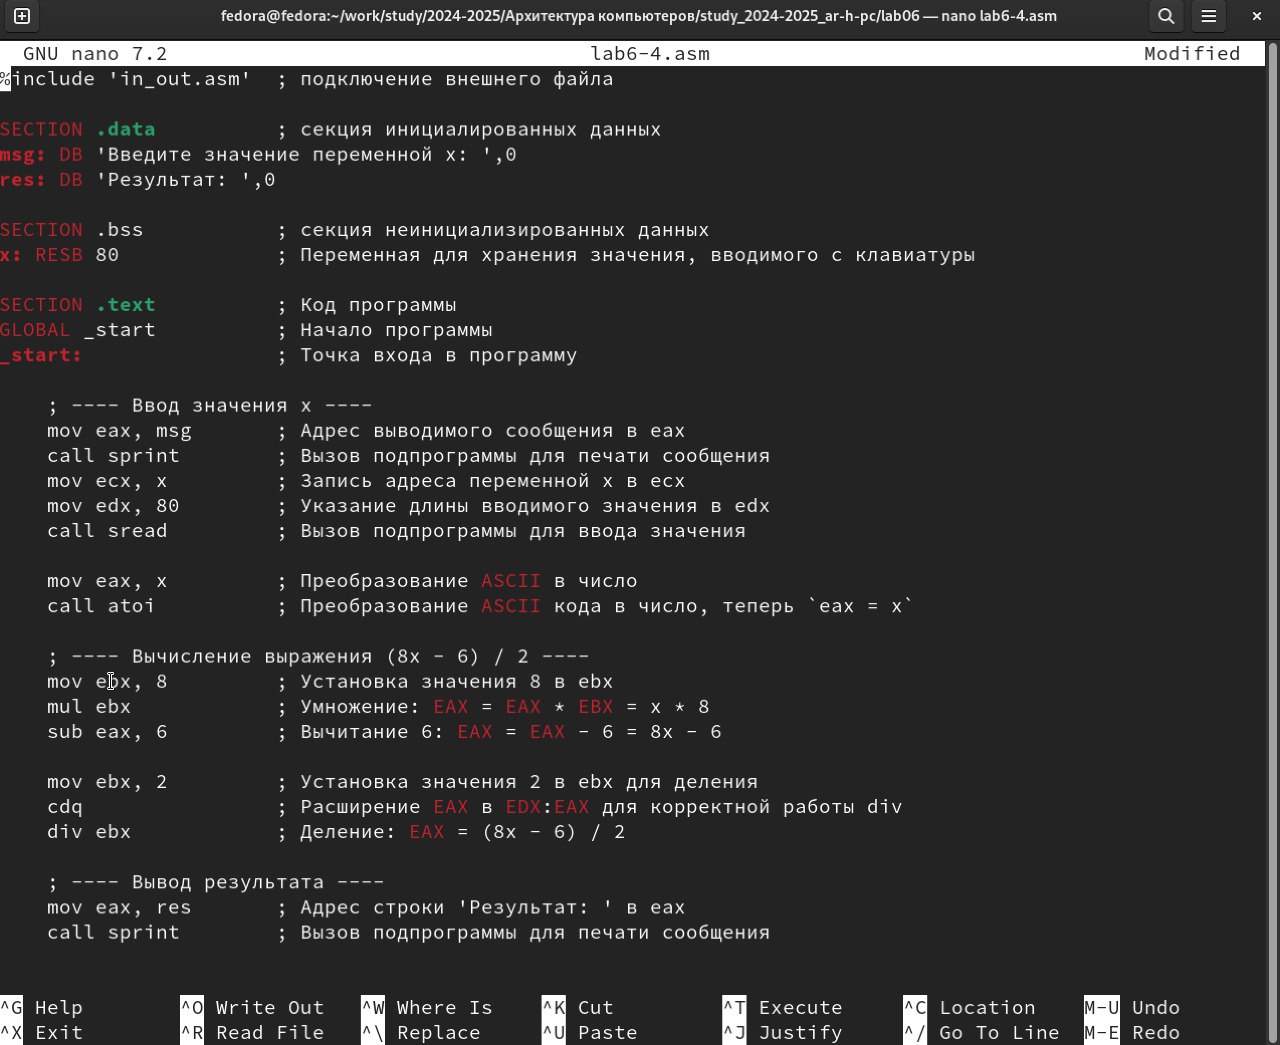 fedora@fedora:~/work/study/2024-2025/Архитектура компьютеров/study_2024-2025_ar-h-pc/lab06 — nano lab6-4.asm
GNU nano 7.2 lab6-4.asm Modified
%include 'in_out.asm' ; подключение внешнего файла
SECTION .data ; секция инициалированных данных
msg: DB 'Введите значение переменной x: ',0
res: DB 'Результат: ',0
SECTION .bss ; секция неинициализированных данных
x: RESB 80 ; Переменная для хранения значения, вводимого с клавиатуры
SECTION .text ; Код программы
GLOBAL _start ; Начало программы
_start: ; Точка входа в программу
; ---- Ввод значения x ----
mov eax, msg ; Адрес выводимого сообщения в eax
call sprint ; Вызов подпрограммы для печати сообщения
mov ecx, x ; Запись адреса переменной x в ecx
mov edx, 80 ; Указание длины вводимого значения в edx
call sread ; Вызов подпрограммы для ввода значения
mov eax, x ; Преобразование ASCII в число
call atoi ; Преобразование ASCII кода в число, теперь `eax = x`
; ---- Вычисление выражения (8x - 6) / 2 ----
mov ebx, 8 ; Установка значения 8 в ebx
mul ebx ; Умножение: EAX = EAX * EBX = x * 8
sub eax, 6 ; Вычитание 6: EAX = EAX - 6 = 8x - 6
mov ebx, 2 ; Установка значения 2 в ebx для деления
cdq ; Расширение EAX в EDX:EAX для корректной работы div
div ebx ; Деление: EAX = (8x - 6) / 2
; ---- Вывод результата ----
mov eax, res ; Адрес строки 'Результат: ' в eax
call sprint ; Вызов подпрограммы для печати сообщения
^G Help ^O Write Out ^W Where Is ^K Cut ^T Execute ^C Location M-U Undo
^X Exit ^R Read File ^\ Replace ^U Paste ^J Justify ^/ Go To Line M-E Redo